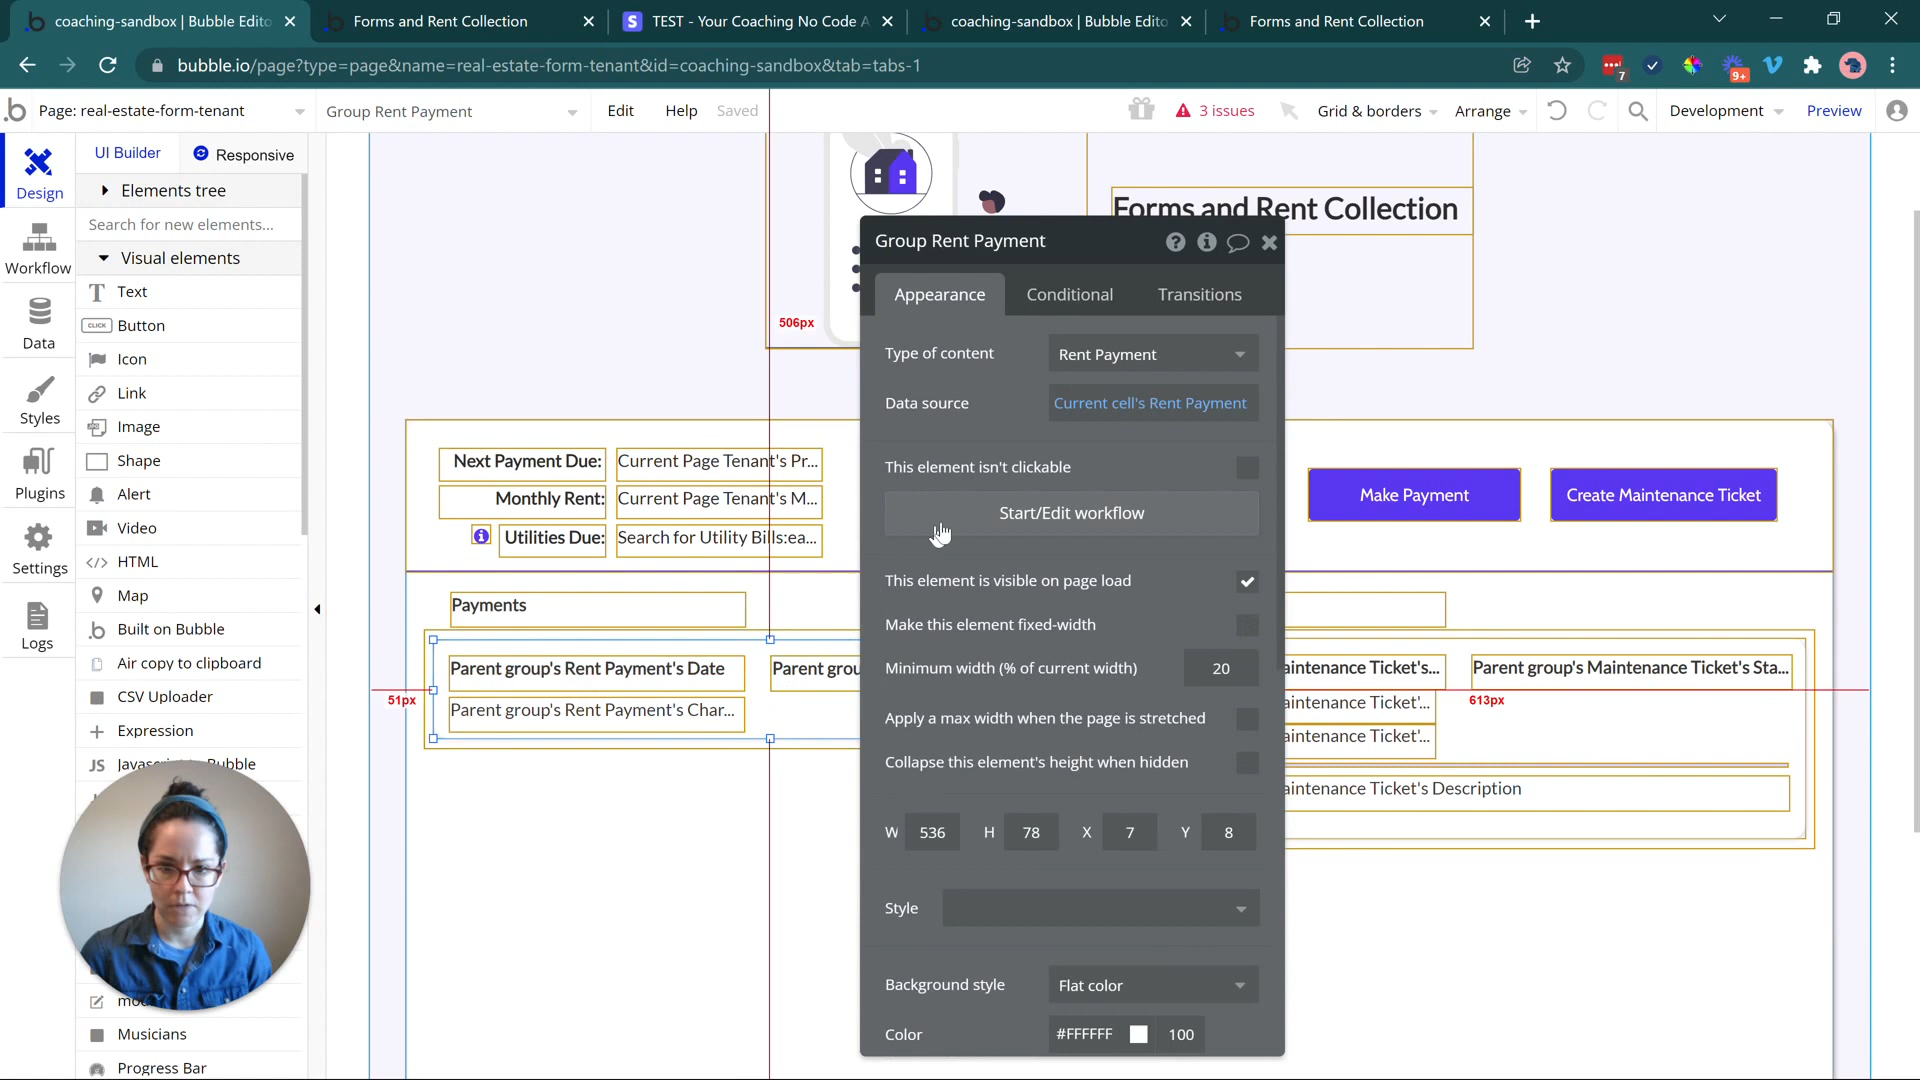 coaching-sandbox | Bubble Edito
Forms and Rent Collection
TEST - Your Coaching No Code A
coaching-sandbox | Bubble Edito
Forms and Rent Collection
bubble.io/page?type=page&name=real-estate-form-tenant&id=coaching-sandbox&tab=tabs-1
7
9+
Page: real-estate-form-tenant
Group Rent Payment
Edit
Help
Saved
3 issues
Grid & borders
Arrange
Development
Preview
Design
Workflow
Data
Styles
Plugins
Settings
Logs
UI Builder
Responsive
Elements tree
Search for new elements...
Visual elements
Text
CLICK
Button
Icon
Link
Image
Shape
Alert
Video
HTML
Map
Built on Bubble
Air copy to clipboard
CSV Uploader
Expression
JS
Musicians
Progress Bar
Forms and Rent Collection
506px
Next Payment Due:
Current Page Tenant's Pr...
Monthly Rent:
Current Page Tenant's M...
Utilities Due:
Search for Utility Bills:ea...
Make Payment
Create Maintenance Ticket
Payments
Parent group's Rent Payment's Date
Parent grou
Parent group's Rent Payment's Char...
51px
aintenance Ticket's...
Parent group's Maintenance Ticket's Sta...
aintenance Ticket'...
613px
aintenance Ticket'...
aintenance Ticket's Description
Group Rent Payment
Appearance
Conditional
Transitions
Type of content
Rent Payment
Data source
Current cell's Rent Payment
This element isn't clickable
Start/Edit workflow
This element is visible on page load
Make this element fixed-width
Minimum width (% of current width)
20
Apply a max width when the page is stretched
Collapse this element's height when hidden
W 536 H 78 X 7 Y 8
Style
Background style
Flat color
Color
#FFFFFF
100